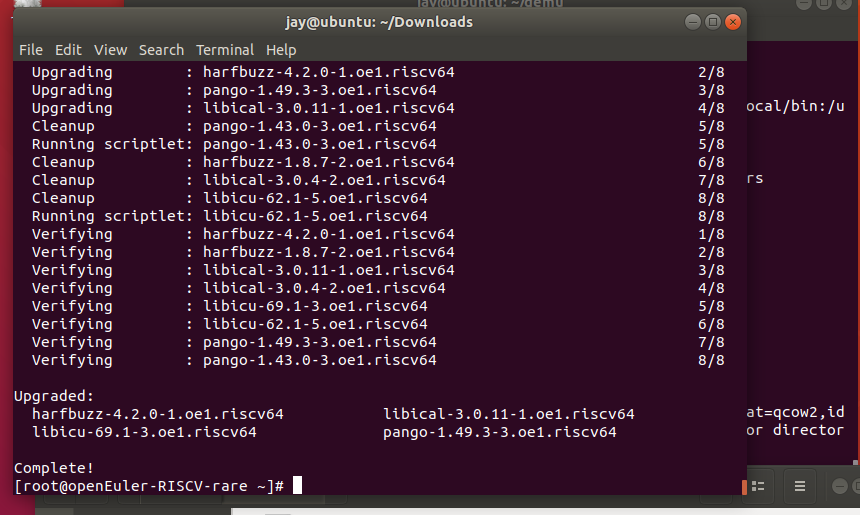 jay@ubuntu: ~/demu
jay@ubuntu: ~/Downloads
File Edit View Search Terminal Help
Upgrading : harfbuzz-4.2.0-1.oe1.riscv64 2/8
Upgrading : pango-1.49.3-3.oe1.riscv64 3/8
Upgrading : libical-3.0.11-1.oe1.riscv64 4/8
Cleanup : pango-1.43.0-3.oe1.riscv64 5/8
Running scriptlet: pango-1.43.0-3.oe1.riscv64 5/8
Cleanup : harfbuzz-1.8.7-2.oe1.riscv64 6/8
Cleanup : libical-3.0.4-2.oe1.riscv64 7/8
Cleanup : libicu-62.1-5.oe1.riscv64 8/8
Running scriptlet: libicu-62.1-5.oe1.riscv64 8/8
Verifying : harfbuzz-4.2.0-1.oe1.riscv64 1/8
Verifying : harfbuzz-1.8.7-2.oe1.riscv64 2/8
Verifying : libical-3.0.11-1.oe1.riscv64 3/8
Verifying : libical-3.0.4-2.oe1.riscv64 4/8
Verifying : libicu-69.1-3.oe1.riscv64 5/8
Verifying : libicu-62.1-5.oe1.riscv64 6/8
Verifying : pango-1.49.3-3.oe1.riscv64 7/8
Verifying : pango-1.43.0-3.oe1.riscv64 8/8
Upgraded:
harfbuzz-4.2.0-1.oe1.riscv64 libical-3.0.11-1.oe1.riscv64
libicu-69.1-3.oe1.riscv64 pango-1.49.3-3.oe1.riscv64
Complete!
[root@openEuler-RISCV-rare ~]#
ocal/bin:/u
rs
at=qcow2,id
or director